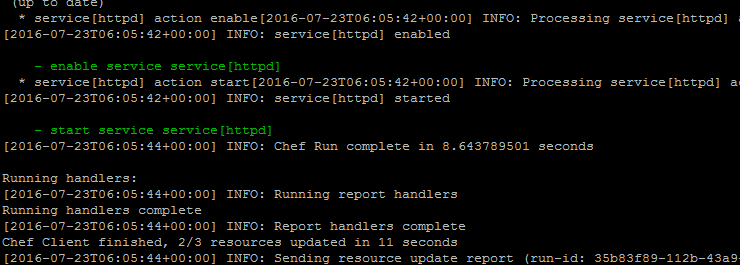 (up to date)
* service[httpd] action enable[2016-07-23T06:05:42+00:00] INFO: Processing service[httpd]
[2016-07-23T06:05:42+00:00] INFO: service[httpd] enabled
- enable service service[httpd]
* service[httpd] action start[2016-07-23T06:05:42+00:00] INFO: Processing service[httpd]
[2016-07-23T06:05:42+00:00] INFO: service[httpd] started
- start service service[httpd]
[2016-07-23T06:05:44+00:00] INFO: Chef Run complete in 8.643789501 seconds
Running handlers:
[2016-07-23T06:05:44+00:00] INFO: Running report handlers
Running handlers complete
[2016-07-23T06:05:44+00:00] INFO: Report handlers complete
Chef Client finished, 2/3 resources updated in 11 seconds
[2016-07-23T06:05:44+00:00] INFO: Sending resource update report (run-id: 35b83f89-112b-43a9-